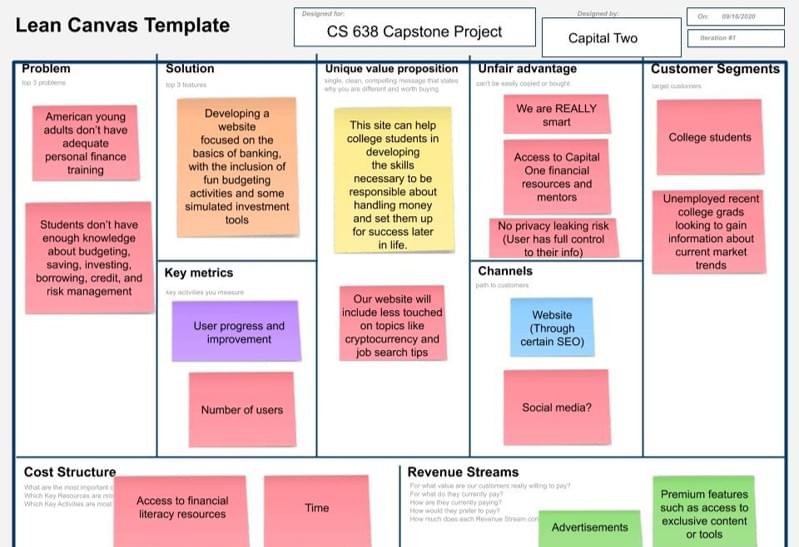 Lean Canvas Template
Designed for:
CS 638 Capstone Project
Designed by:
Capital Two
On: 09/16/2020
Iteration #1
Problem
top 3 problems
American young
adults don't have
adequate
personal finance
training
Students don't have
enough knowledge
about budgeting,
saving, investing,
borrowing, credit, and
risk management
Solution
top 3 features
Developing a
website
focused on the
basics of banking,
with the inclusion of
fun budgeting
activities and some
simulated investment
tools
Key metrics
key activities you measure
User progress and
improvement
Number of users
Unique value proposition
single, clean, compelling message that states
why you are different and worth buying
This site can help
college students in
developing
the skills
necessary to be
responsible about
handling money
and set them up
for success later
in life.
Our website will
include less touched
on topics like
cryptocurrency and
job search tips
Unfair advantage
can't be easily copied or bought
We are REALLY
smart
Access to Capital
One financial
resources and
mentors
No privacy leaking risk
(User has full control
to their info)
Channels
path to customers
Website
(Through
certain SEO)
Social media?
Customer Segments
target customers
College students
Unemployed recent
college grads
looking to gain
information about
current market
trends
Cost Structure
What are the most important
Which Key Resources are
Which Key Activities are most
Access to financial
literacy resources
Time
Revenue Streams
For what value are our customers really willing to pay?
For what do they currently pay?
How are they currently paying?
How would they prefer to pay?
How much does each Revenue Stream
Advertisements
Premium features
such as access to
exclusive content
or tools